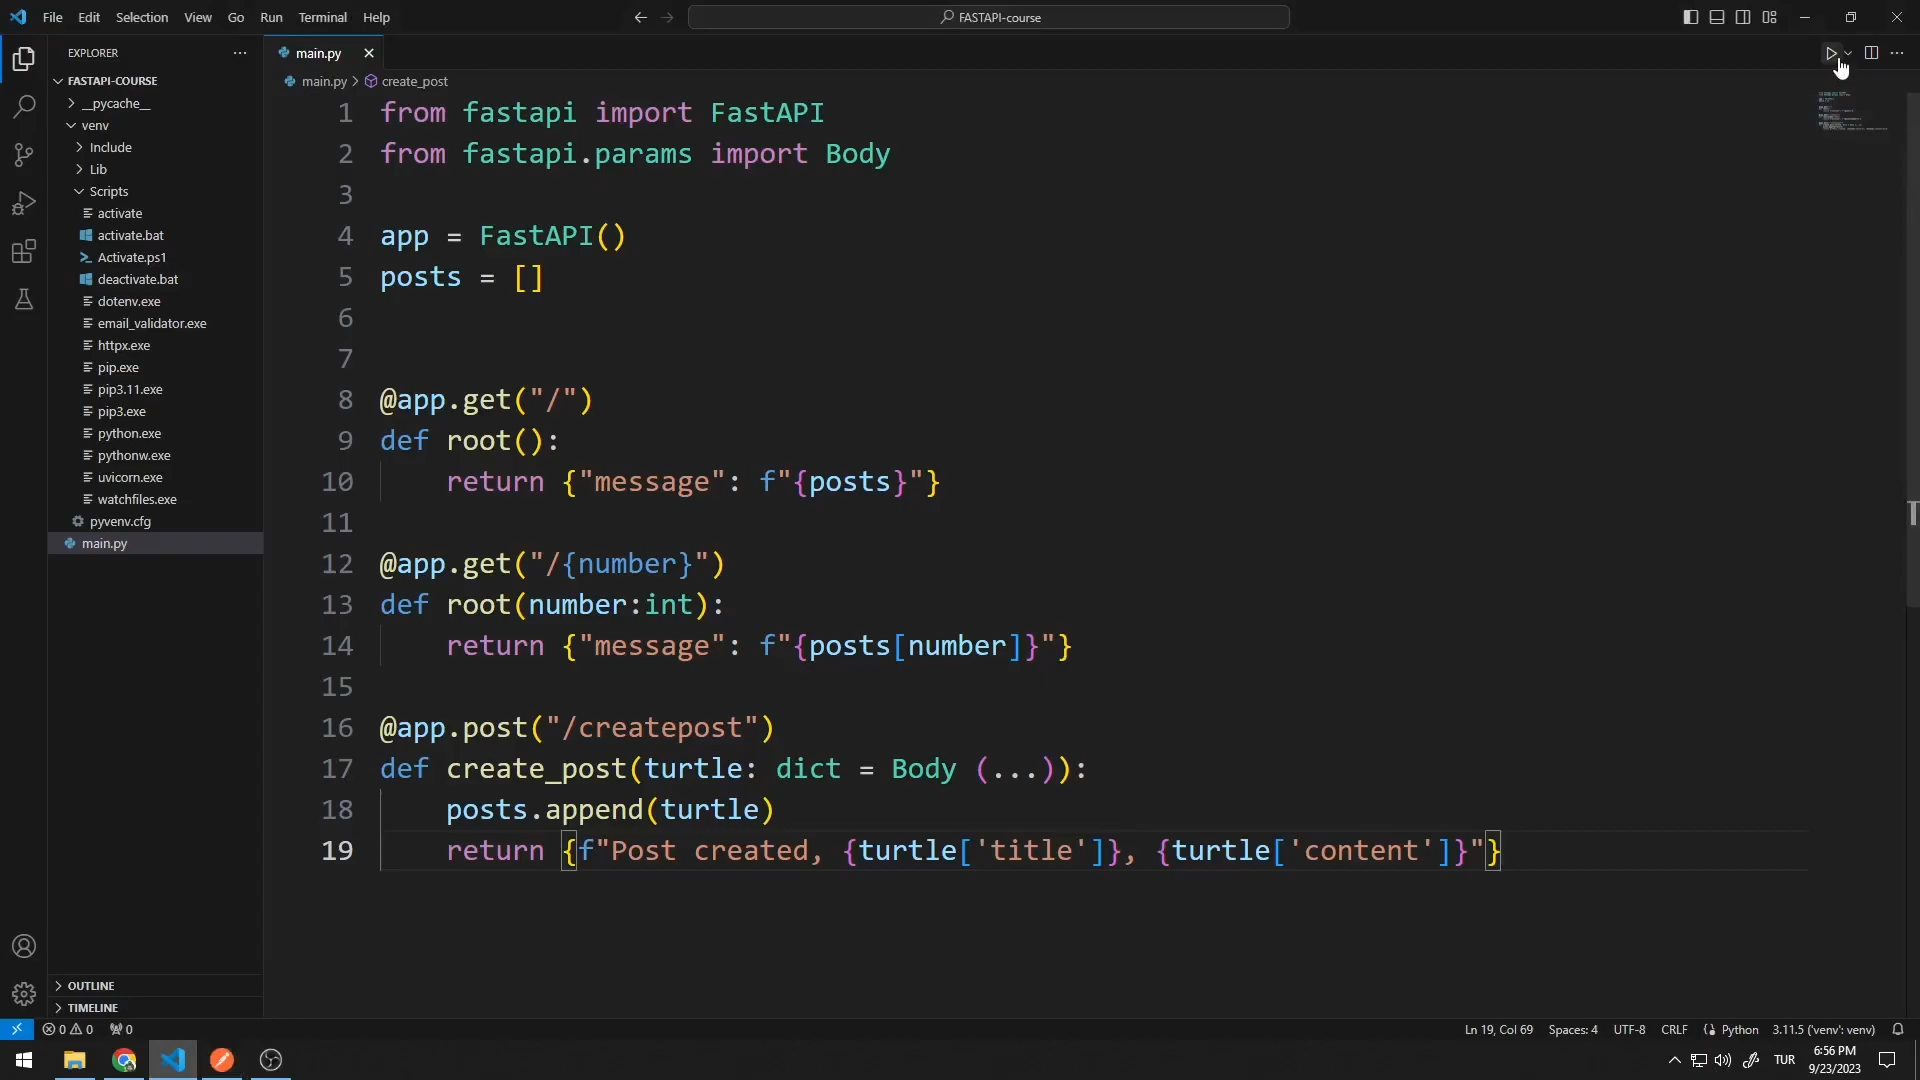 File Edit Selection View Go Run Terminal Help
FASTAPI-course
EXPLORER
main.py
FASTAPI-COURSE
main.py > create_post
__pycache__
venv
Include
Lib
Scripts
activate
activate.bat
Activate.ps1
deactivate.bat
dotenv.exe
email_validator.exe
httpx.exe
pip.exe
pip3.11.exe
pip3.exe
python.exe
pythonw.exe
uvicorn.exe
watchfiles.exe
pyvenv.cfg
main.py
OUTLINE
TIMELINE
1 from fastapi import FastAPI
2 from fastapi.params import Body
3
4 app = FastAPI()
5 posts = []
6
7
8 @app.get("/")
9 def root():
10 return {"message": f"{posts}"}
11
12 @app.get("/{number}")
13 def root(number:int):
14 return {"message": f"{posts[number]}"}
15
16 @app.post("/createpost")
17 def create_post(turtle: dict = Body (...)):
18 posts.append(turtle)
19 return {f"Post created, {turtle['title']}, {turtle['content']}"}
0 0 0
Ln 19, Col 69 Spaces: 4 UTF-8 CRLF Python 3.11.5 ('venv': venv)
TUR
6:56 PM
9/23/2023